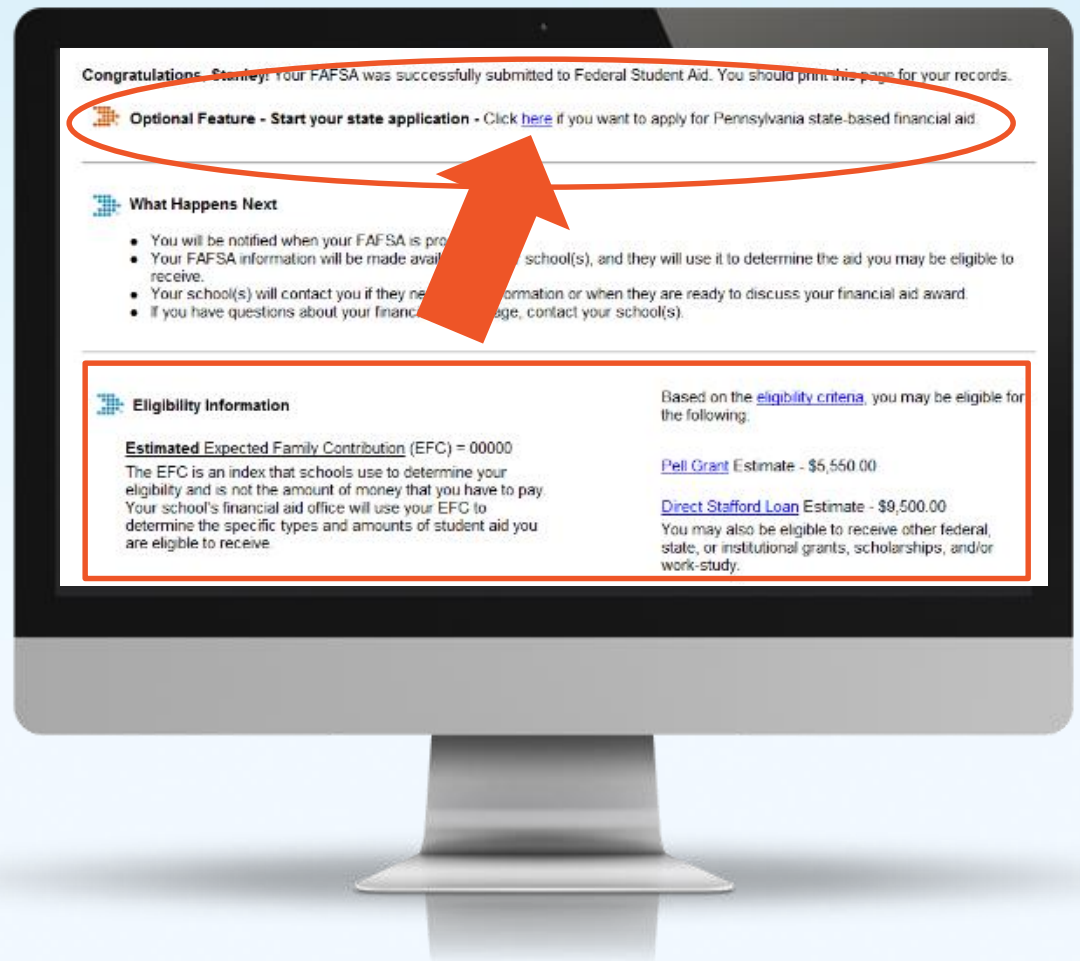 Congratulations, Stanley! Your FAFSA was successfully submitted to Federal Student Aid. You should print this page for your records.
Optional Feature - Start your state application - Click here if you want to apply for Pennsylvania state-based financial aid
What Happens Next
You will be notified when your FAFSA is
Your FAFSA information will be made school(s), and they will use it to determine the aid you may be eligible to
receive.
Your school(s) will contact you if they or when they are ready to discuss your financial aid award.
If you have questions about your contact your school(s).
Eligibility Information
Estimated Expected Family Contribution (EFC) = 00000
The EFC is an index that schools use to determine your
eligibility and is not the amount of money that you have to pay.
Your school's financial aid office will use your EFC to
determine the specific types and amounts of student aid you
are eligible to receive
Based on the eligibility criteria, you may be eligible for
the following:
Pell Grant Estimate - $5,550.00
Direct Stafford Loan Estimate - $9,500.00
You may also be eligible to receive other federal,
state, or institutional grants, scholarships, and/or
work-study.